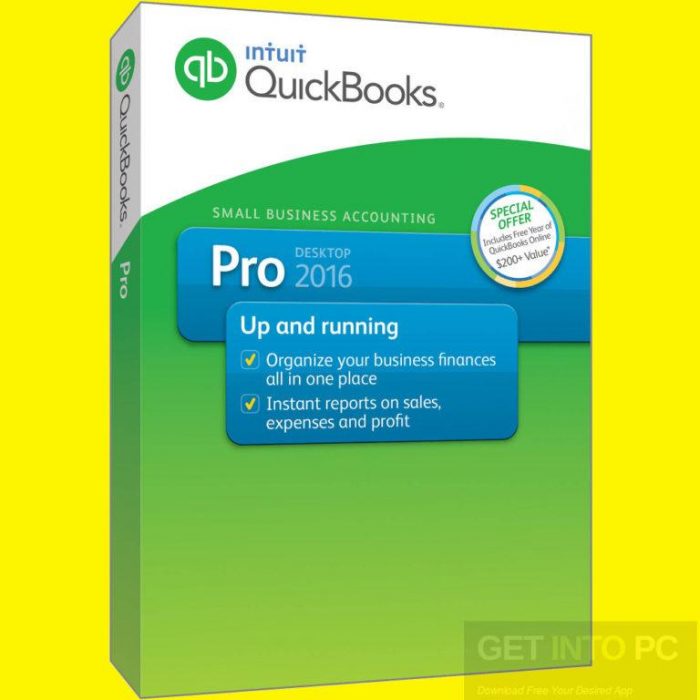 qb
intuit
QuickBooks®
SMALL BUSINESS ACCOUNTING
SPECIAL
OFFER
Includes Free Year of
QuickBooks Online
$200+ Value*
Pro DESKTOP
2016
Up and running
Organize your business finances
all in one place
Instant reports on sales,
expenses and profit
qb
QuickBooks.
Pro
GET INTO PC
Download Free Your Desired App